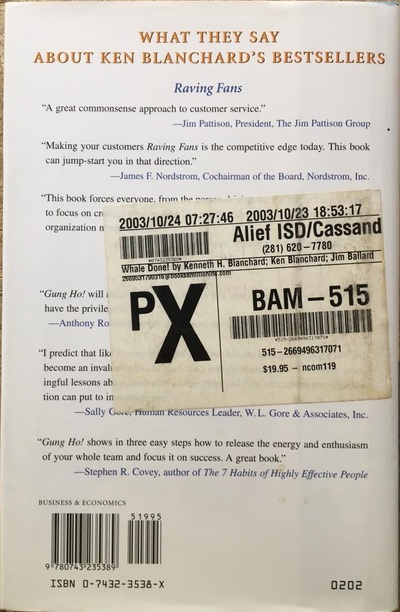 WHAT THEY SAY
ABOUT KEN BLANCHARD'S BESTSELLERS
Raving Fans
"A great commonsense approach to customer service."
—Jim Pattison, President, The Jim Pattison Group
"Making your customers Raving Fans is the competitive edge today. This book
can jump-start you in that direction."
—James F. Nordstrom, Cochairman of the Board, Nordstrom, Inc.
"This book forces everyone, from the
to focus on
organization
2003/10/24 07:27:46 2003/10/23 18:53:17
Alief ISD/Cassand
(281) 620-7780
Whale Done! by Kenneth H. Blanchard; Ken Blanchard; Jim Ballard
PX
BAM-515
515-2669496317071
$19.95 - ncom119
"Gung Ho! will
have the
—Anthony
"I predict that
become an
ingful lessons
tion can put to
—Sally Gore, Human Resources Leader, W. L. Gore & Associates, Inc.
"Gung Ho! shows in three easy steps how to release the energy and enthusiasm
of your whole team and focus it on success. A great book."
—Stephen R. Covey, author of The 7 Habits of Highly Effective People
BUSINESS & ECONOMICS
51995
9 780743 235389
ISBN 0-7432-3538-X
0202